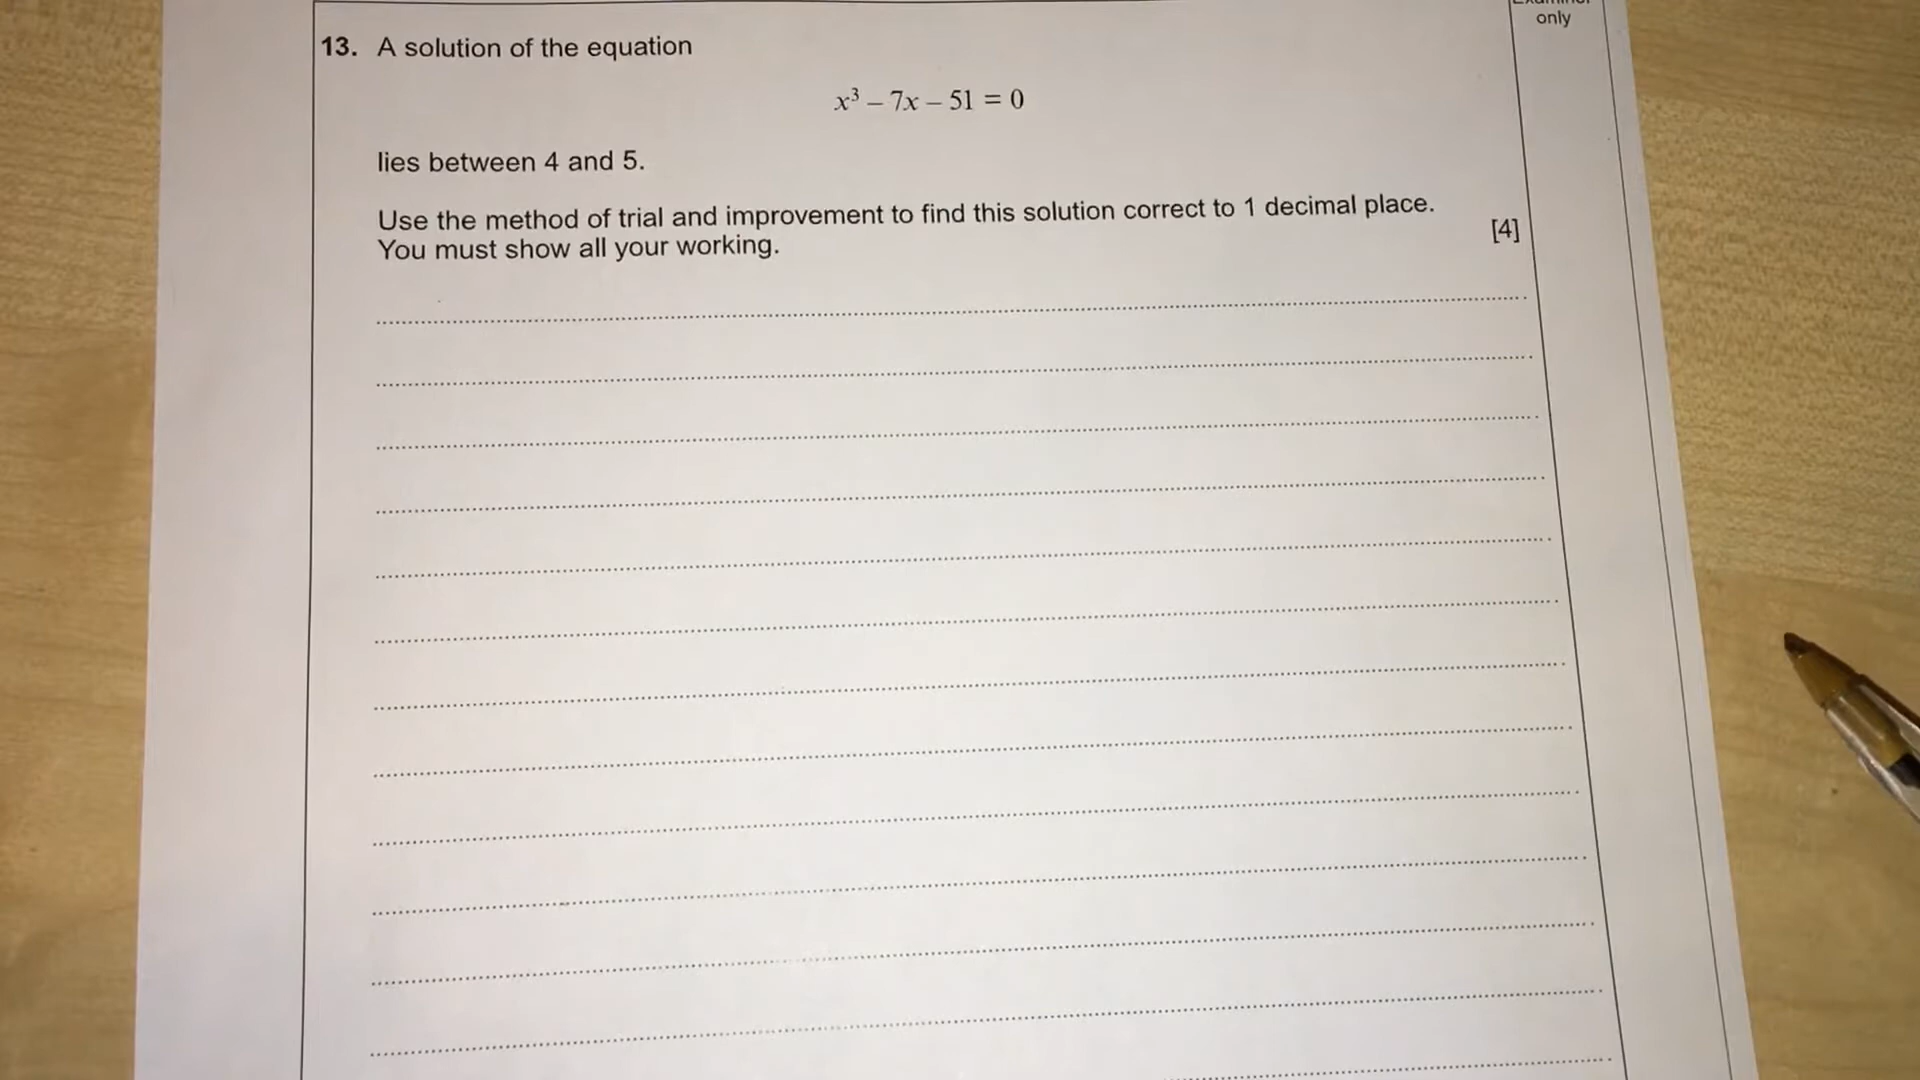 only
13. A solution of the equation
x³ – 7x – 51 = 0
lies between 4 and 5.
Use the method of trial and improvement to find this solution correct to 1 decimal place.
You must show all your working.
[4]